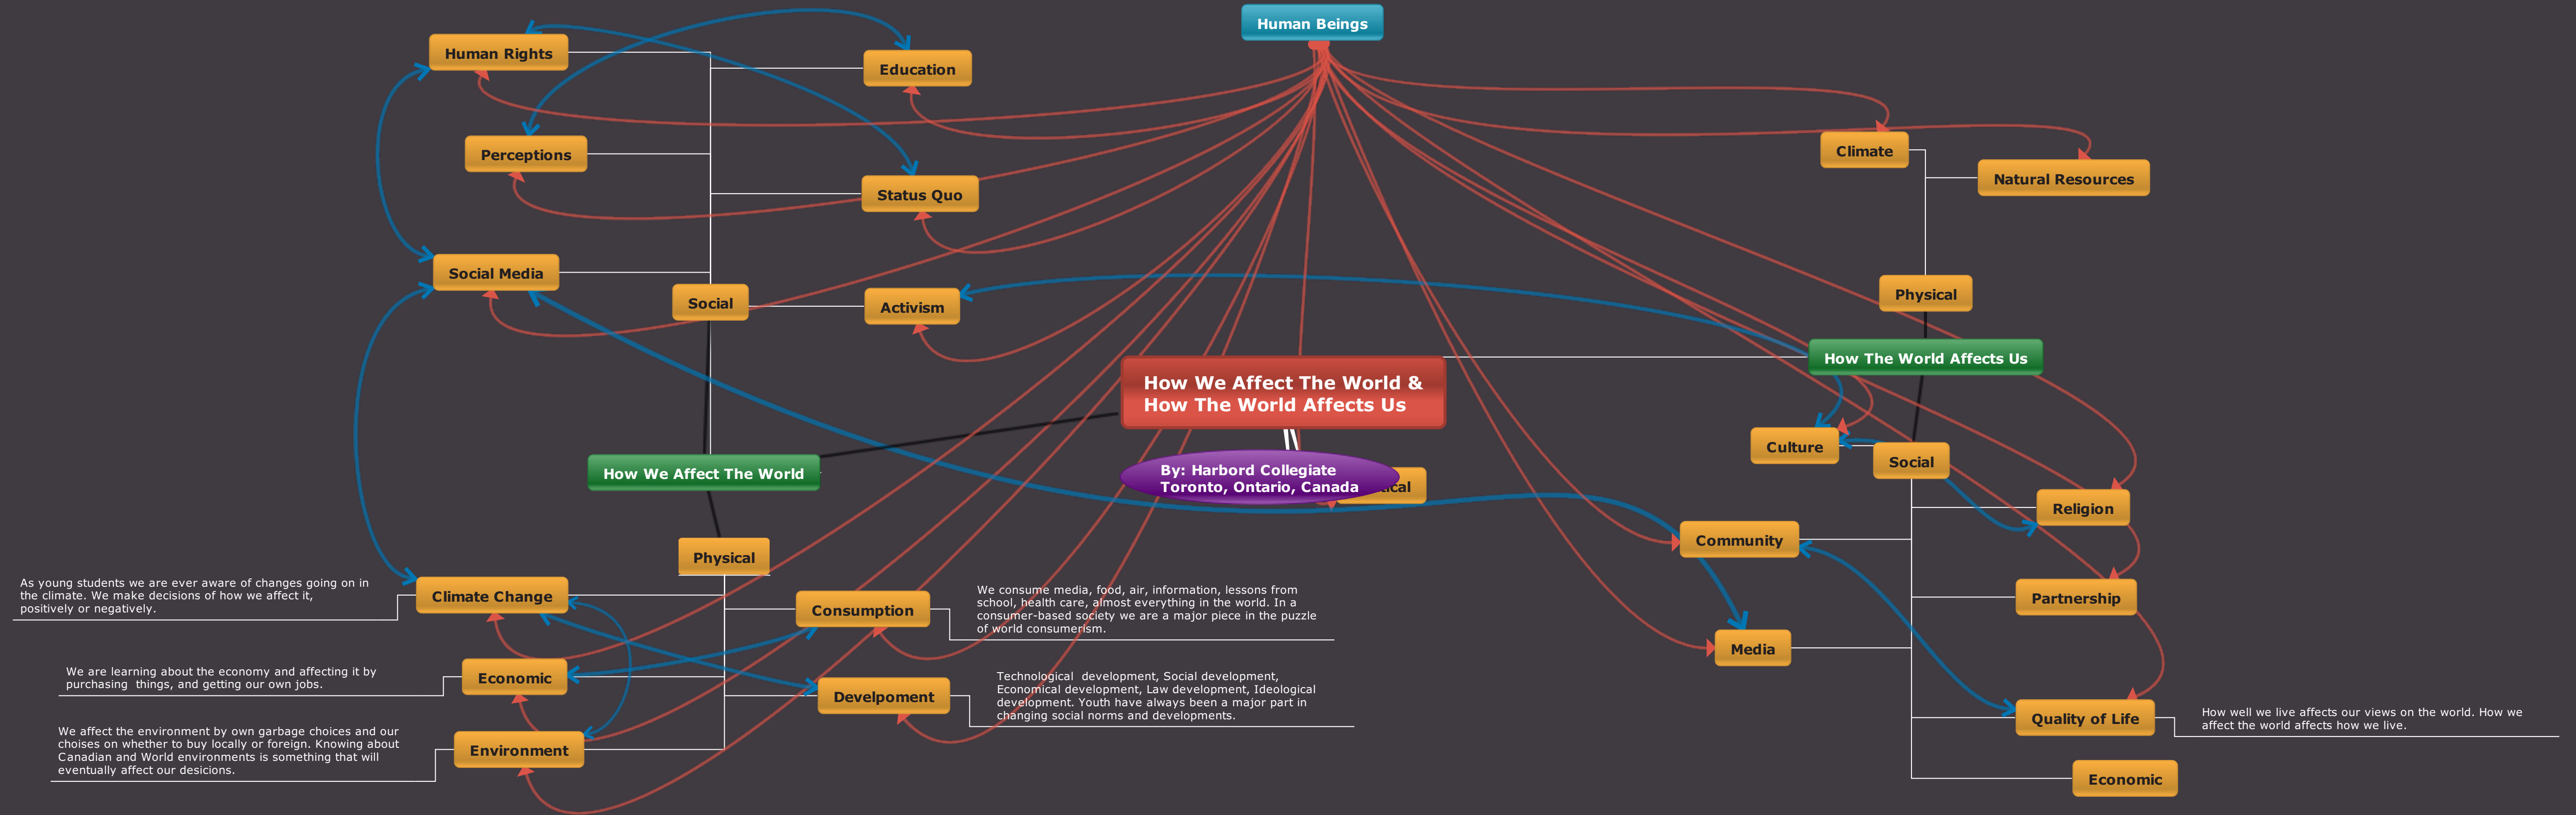 Human Beings
Human Rights
Education
Perceptions
Status Quo
Social Media
Social
Activism
How We Affect The World
Physical
Climate Change
As young students we are ever aware of changes going on in
the climate. We make decisions of how we affect it,
positively or negatively.
Economic
We are learning about the economy and affecting it by
purchasing  things, and getting our own jobs.
Environment
We affect the environment by own garbage choices and our
choises on whether to buy locally or foreign. Knowing about
Canadian and World environments is something that will
eventually affect our desicions.
Consumption
We consume media, food, air, information, lessons from
school, health care, almost everything in the world. In a
consumer-based society we are a major piece in the puzzle
of world consumerism.
Develpoment
Technological  development, Social development,
Economical development, Law development, Ideological
development. Youth have always been a major part in
changing social norms and developments.
How We Affect The World &
How The World Affects Us
By: Harbord Collegiate
Toronto, Ontario, Canada
Climate
Natural Resources
Physical
How The World Affects Us
Culture
Social
Religion
Community
Partnership
Media
Quality of Life
How well we live affects our views on the world. How we
affect the world affects how we live.
Economic